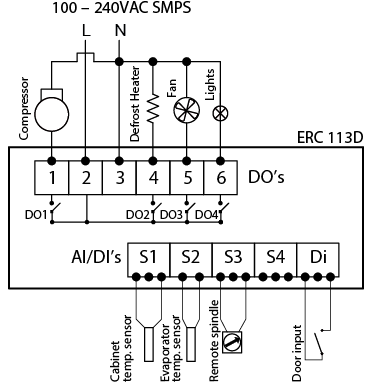 100 – 240VAC SMPS
L N
Compressor
Defrost Heater
Fan
Lights
ERC 113D
1 2 3 4 5 6 DO's
DO1 DO2 DO3 DO4
AI/DI's S1 S2 S3 S4 Di
Cabinet
temp. sensor
Evaporator
temp. sensor
Remote spindle
Door input